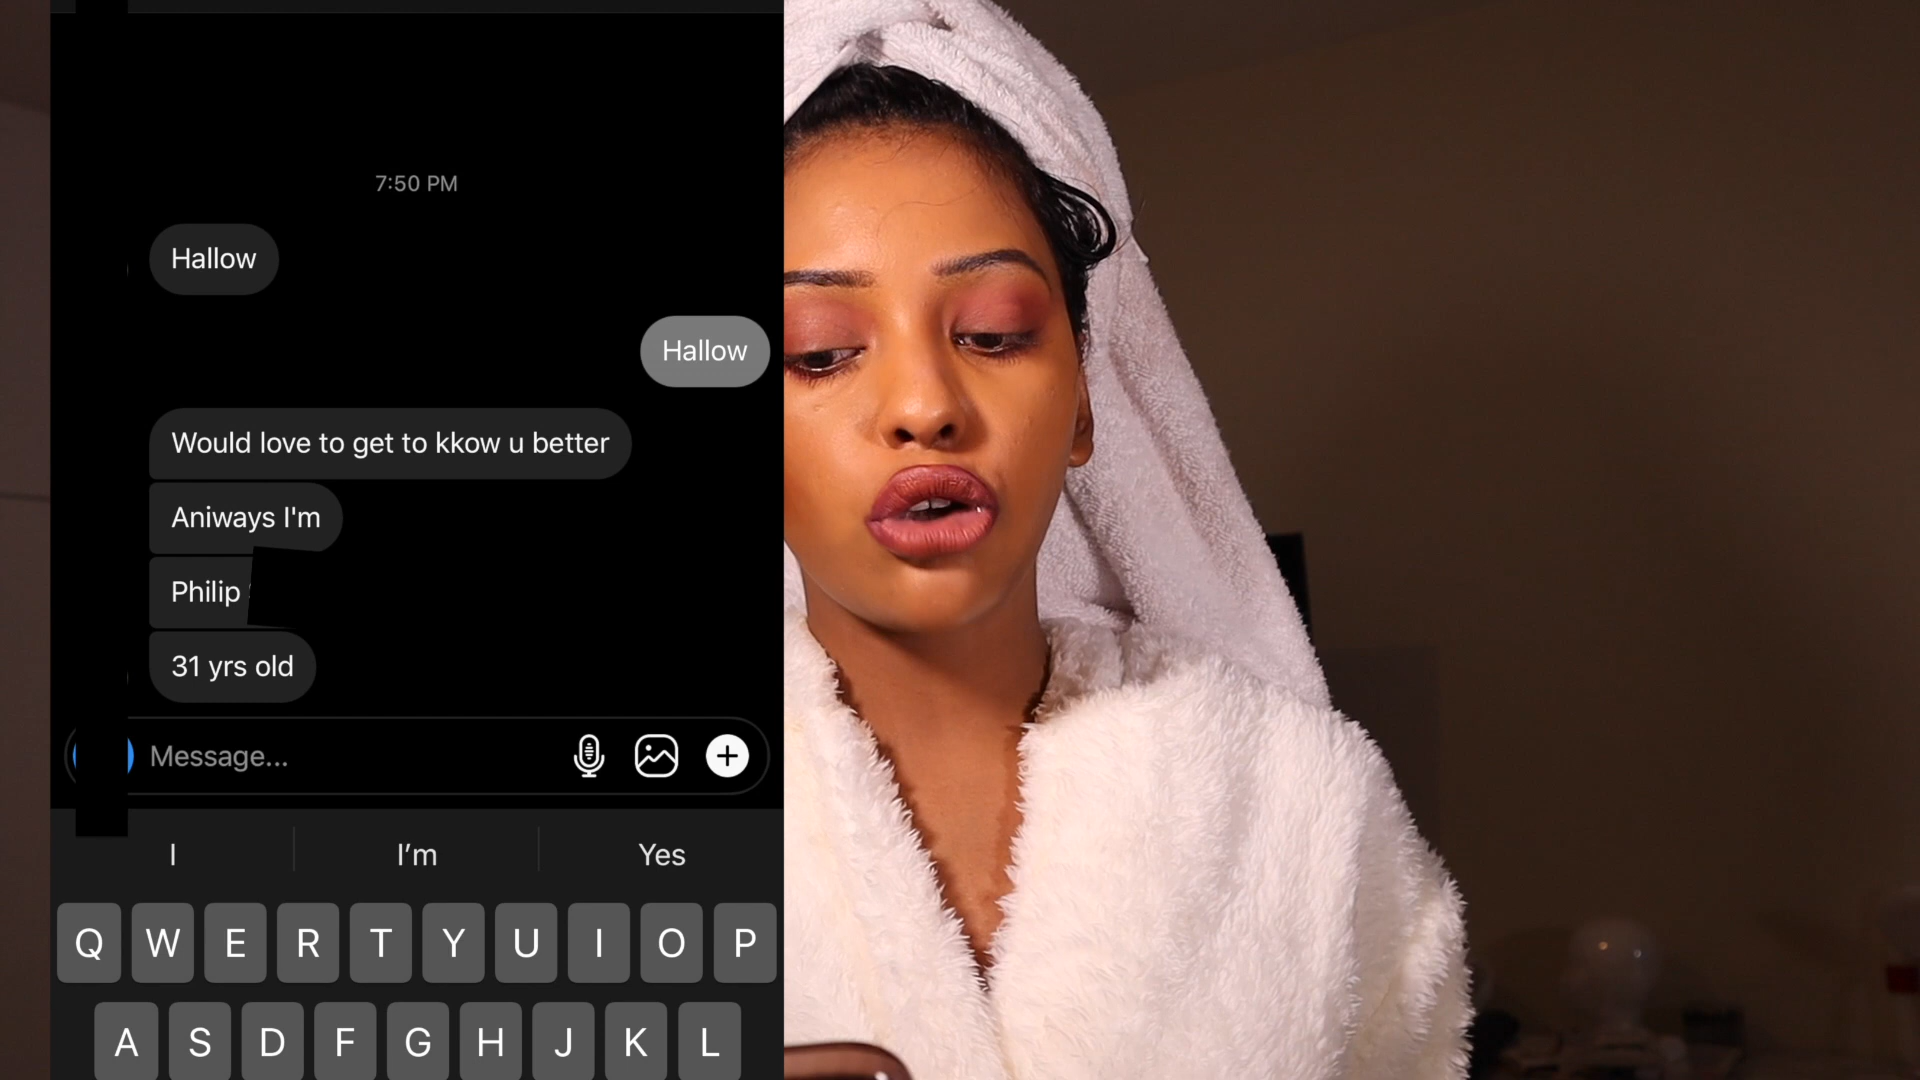 7:50 PM
Hallow
Hallow
Would love to get to kkow u better
Aniways I'm
Philip
31 yrs old
Message...
I I’m Yes
Q W E R T Y U I O P
A S D F G H J K L